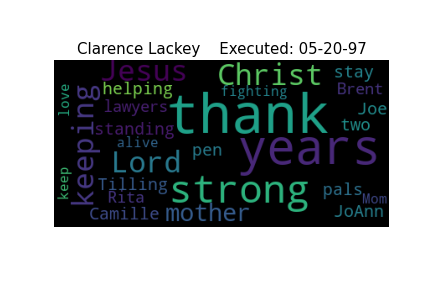 Clarence Lackey    Executed: 05-20-97
Jesus Christ stay
love helping fighting Brent
keeping lawyers thank Joe
standing two
alive pen years
Lord
keep Tilling strong pals
Rita Mom
Camille mother JoAnn